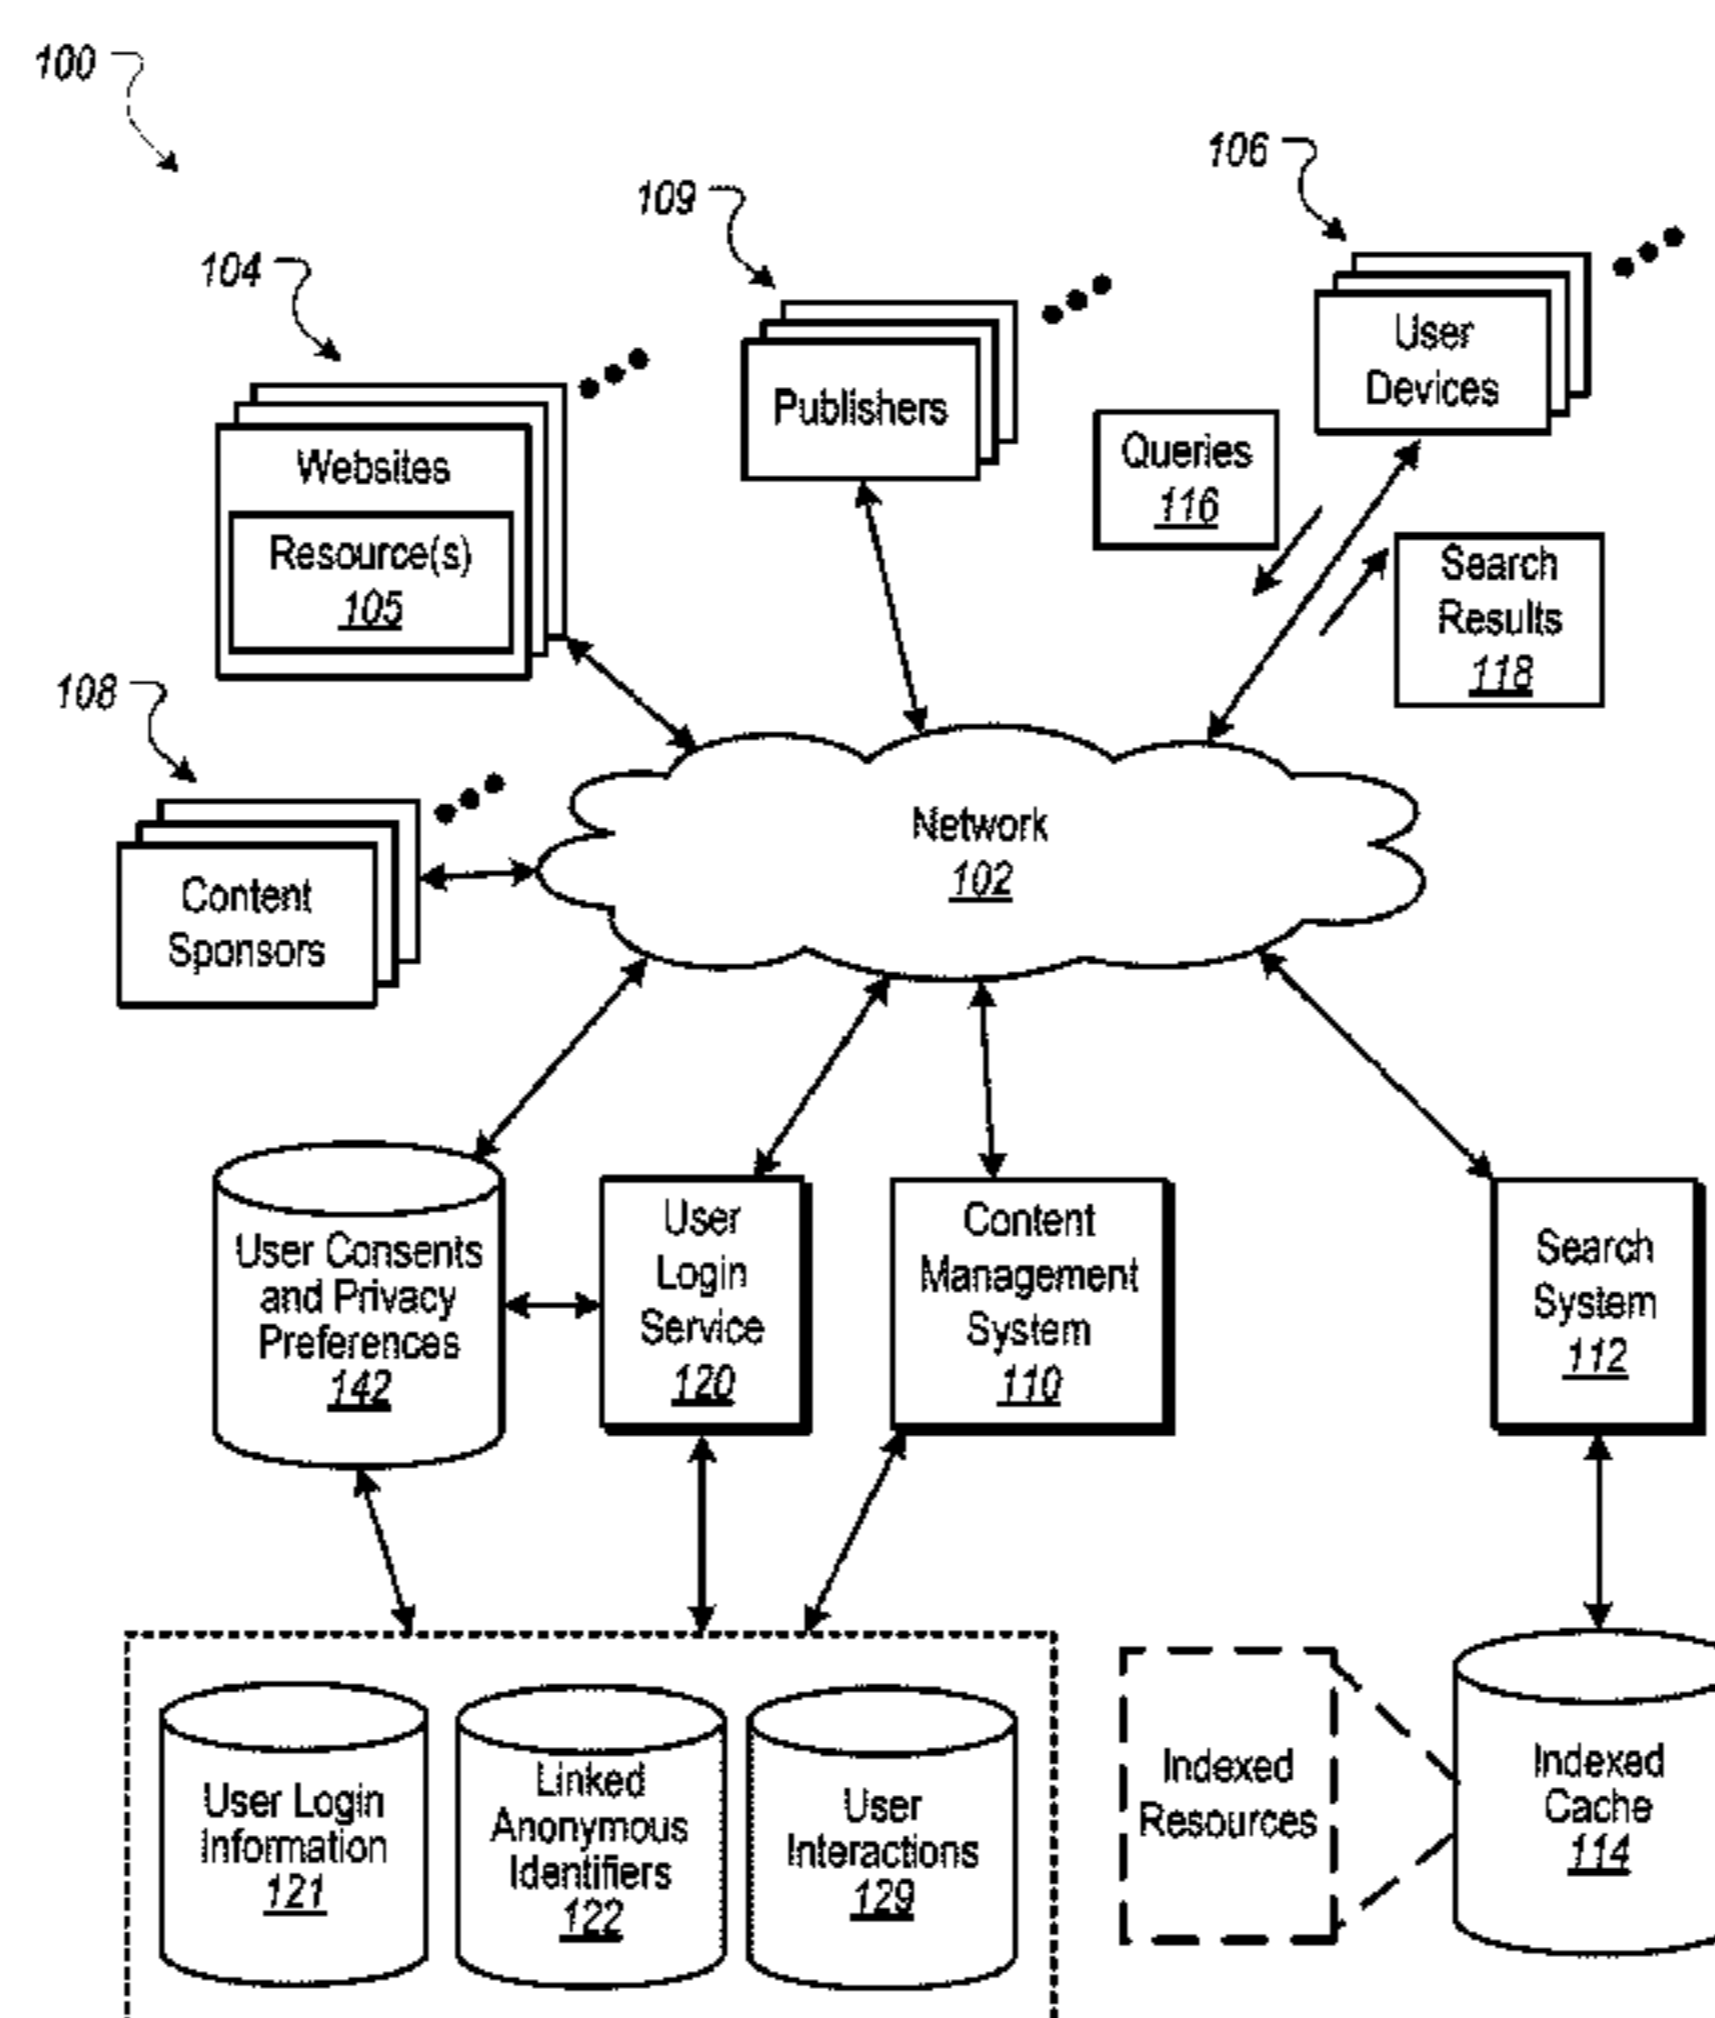 100
106
109
104
User
Devices
Publishers
Queries
116
Websites
Resource(s)
105
Search
Results
118
108
Network
102
Content
Sponsors
User Consents
and Privacy
Preferences
142
User
Login
Service
120
Content
Management
System
110
Search
System
112
User Login
Information
121
Linked
Anonymous
Identifiers
122
User
Interactions
129
Indexed
Resources
Indexed
Cache
114